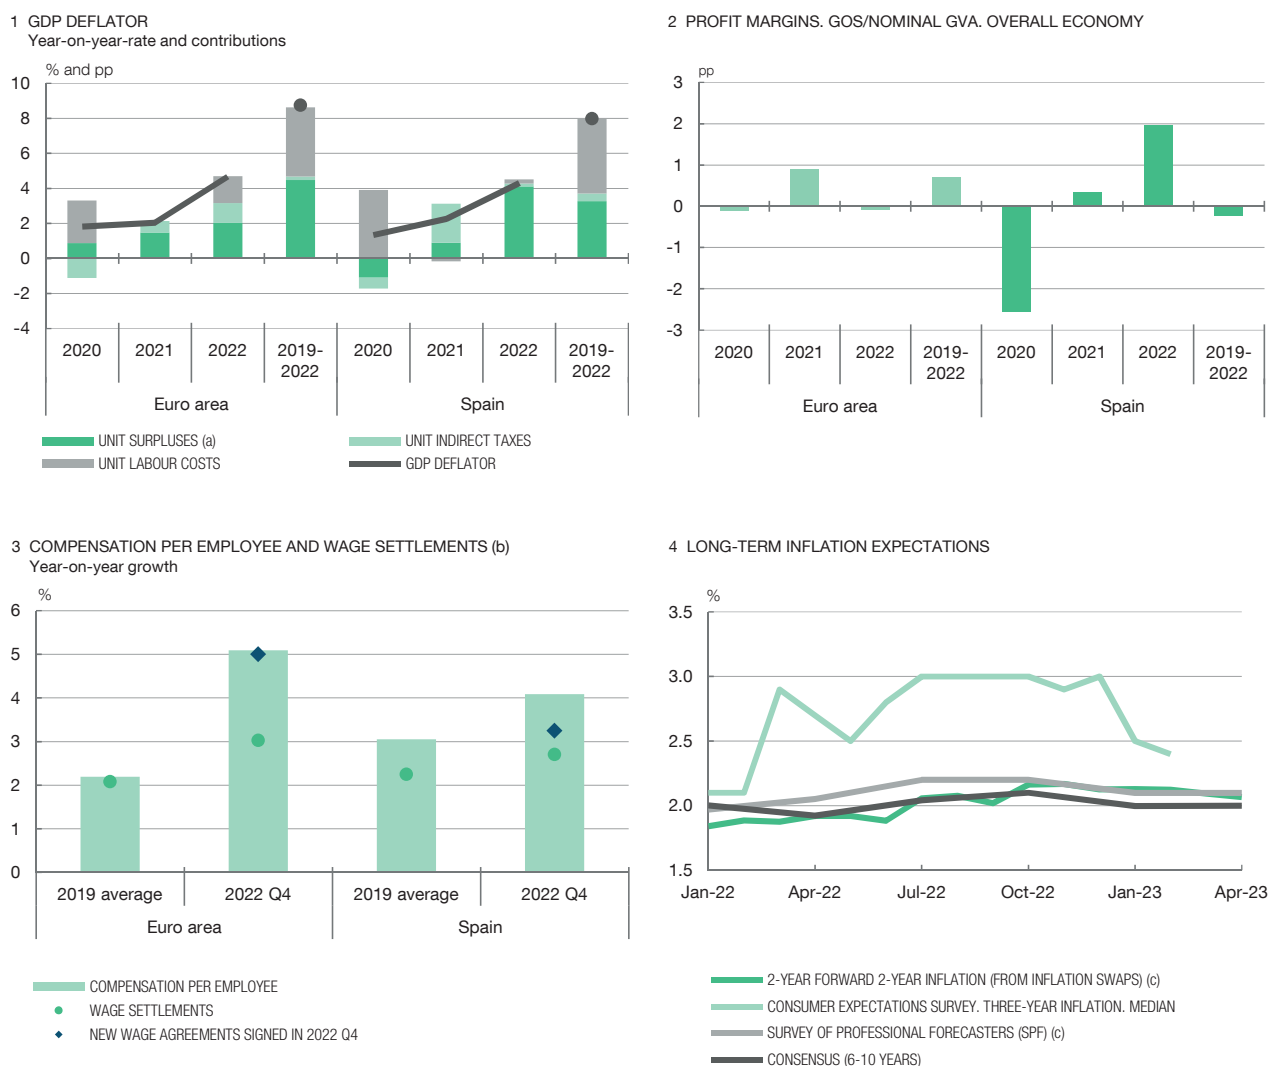 1 GDP DEFLATOR
Year-on-year-rate and contributions
% and pp
10
8
6
4
2
0
-2
-4
2020 2021 2022 2019-2022 2020 2021 2022 2019-2022
Euro area Spain
UNIT SURPLUSES (a) UNIT INDIRECT TAXES
UNIT LABOUR COSTS GDP DEFLATOR
2 PROFIT MARGINS. GOS/NOMINAL GVA. OVERALL ECONOMY
pp
3
2
1
0
-1
-2
-3
2020 2021 2022 2019-2022 2020 2021 2022 2019-2022
Euro area Spain
3 COMPENSATION PER EMPLOYEE AND WAGE SETTLEMENTS (b)
Year-on-year growth
%
6
5
4
3
2
1
0
2019 average 2022 Q4 2019 average 2022 Q4
Euro area Spain
COMPENSATION PER EMPLOYEE
WAGE SETTLEMENTS
NEW WAGE AGREEMENTS SIGNED IN 2022 Q4
4 LONG-TERM INFLATION EXPECTATIONS
%
3.5
3.0
2.5
2.0
1.5
Jan-22 Apr-22 Jul-22 Oct-22 Jan-23 Apr-23
2-YEAR FORWARD 2-YEAR INFLATION (FROM INFLATION SWAPS) (c)
CONSUMER EXPECTATIONS SURVEY. THREE-YEAR INFLATION. MEDIAN
SURVEY OF PROFESSIONAL FORECASTERS (SPF) (c)
CONSENSUS (6-10 YEARS)